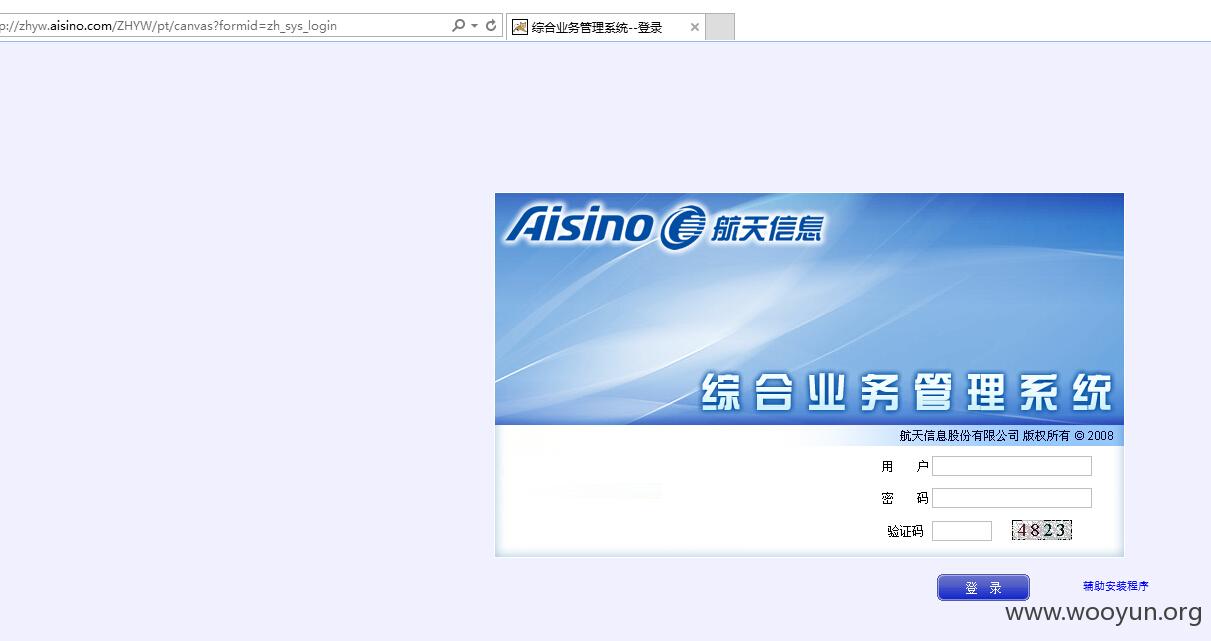 p://zhyw.aisino.com/ZHYW/pt/canvas?formid=zh_sys_login
综合业务管理系统--登录
Aisino 航天信息
综合业务管理系统
航天信息股份有限公司 版权所有 © 2008
用 户
密 码
验证码 4823
登 录
辅助安装程序
www.wooyun.org